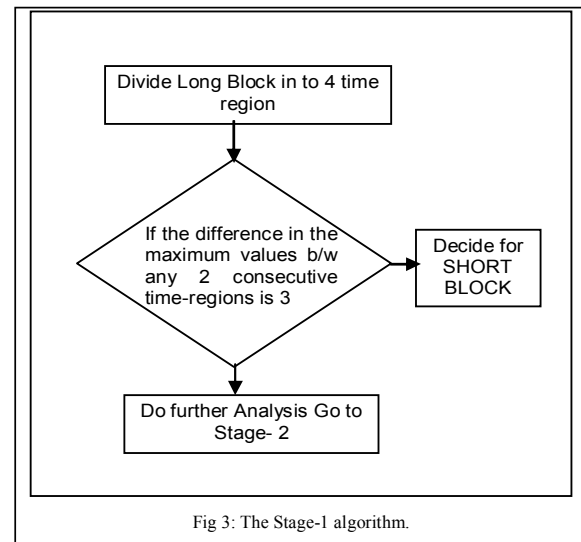 Divide Long Block in to 4 time
region
If the difference in the
maximum values b/w
any 2 consecutive
time-regions is 3
Decide for
SHORT
BLOCK
Do further Analysis Go to
Stage- 2
Fig 3: The Stage-1 algorithm.